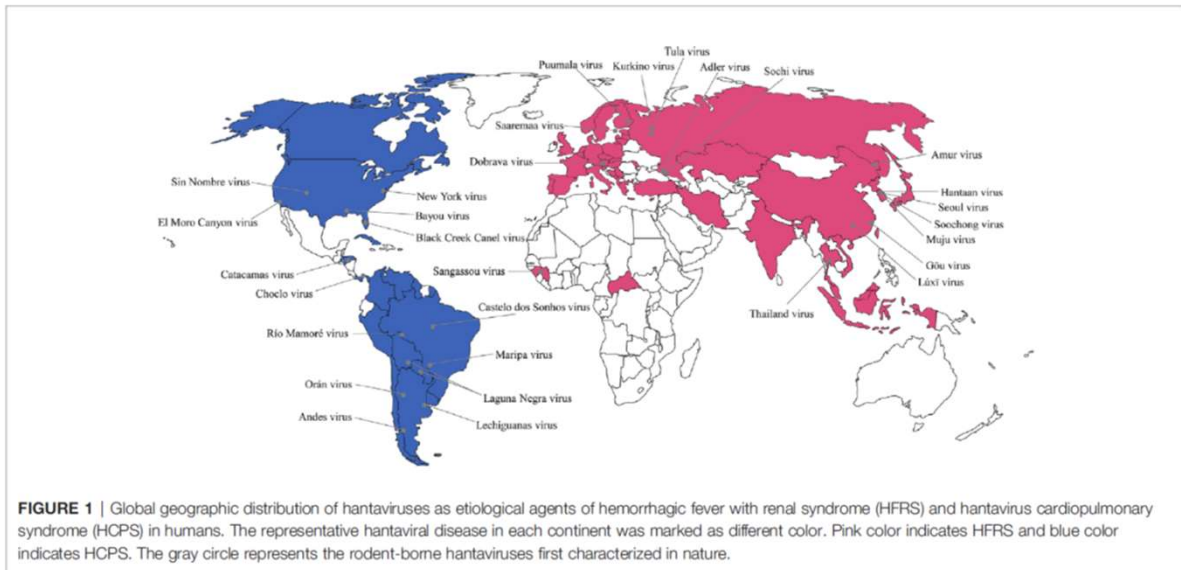 Tula virus
Kurkino virus
Adler virus
Puumala virus
Sochi virus
Saaremaa virus
Dobrava virus
Amur virus
Sin Nombre virus
New York virus
Hantaan virus
Seoul virus
Bayou virus
Soochong virus
El Moro Canyon virus
Black Creek Canel virus
Muju virus
Gōu virus
Catacamas virus
Sangassou virus
Lúxī virus
Choclo virus
Castelo dos Sonhos virus
Thailand virus
Río Mamoré virus
Maripa virus
Orán virus
Laguna Negra virus
Andes virus
Lechiguanas virus
FIGURE 1 | Global geographic distribution of hantaviruses as etiological agents of hemorrhagic fever with renal syndrome (HFRS) and hantavirus cardiopulmonary
syndrome (HCPS) in humans. The representative hantaviral disease in each continent was marked as different color. Pink color indicates HFRS and blue color
indicates HCPS. The gray circle represents the rodent-borne hantaviruses first characterized in nature.